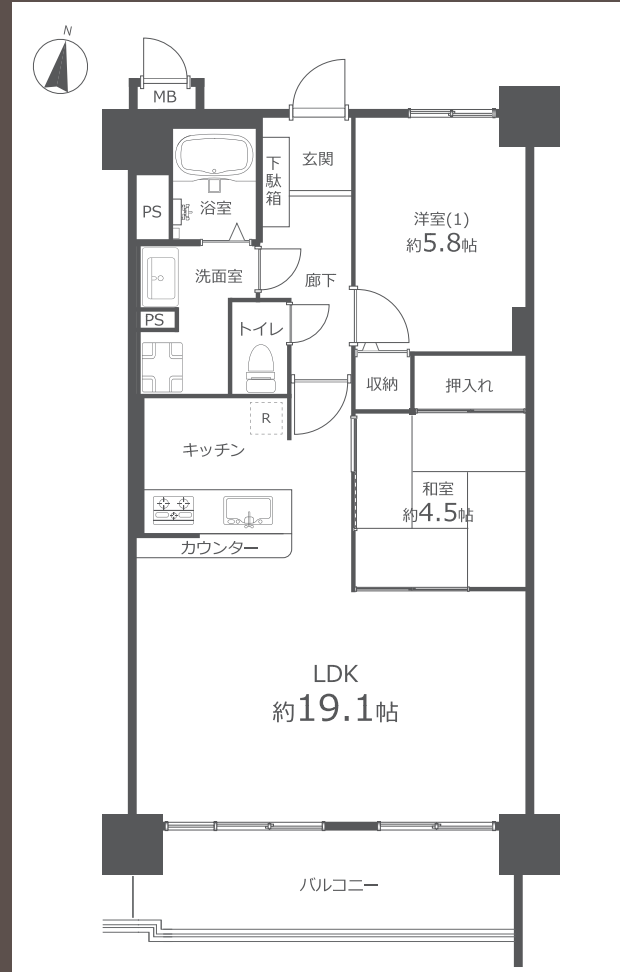 N
MB
玄関
下駄箱
浴室
PS
洋室(1)
約5.8帖
洗面室
廊下
PS
トイレ
収納
押入れ
R
キッチン
和室
約4.5帖
カウンター
LDK
約19.1帖
バルコニー